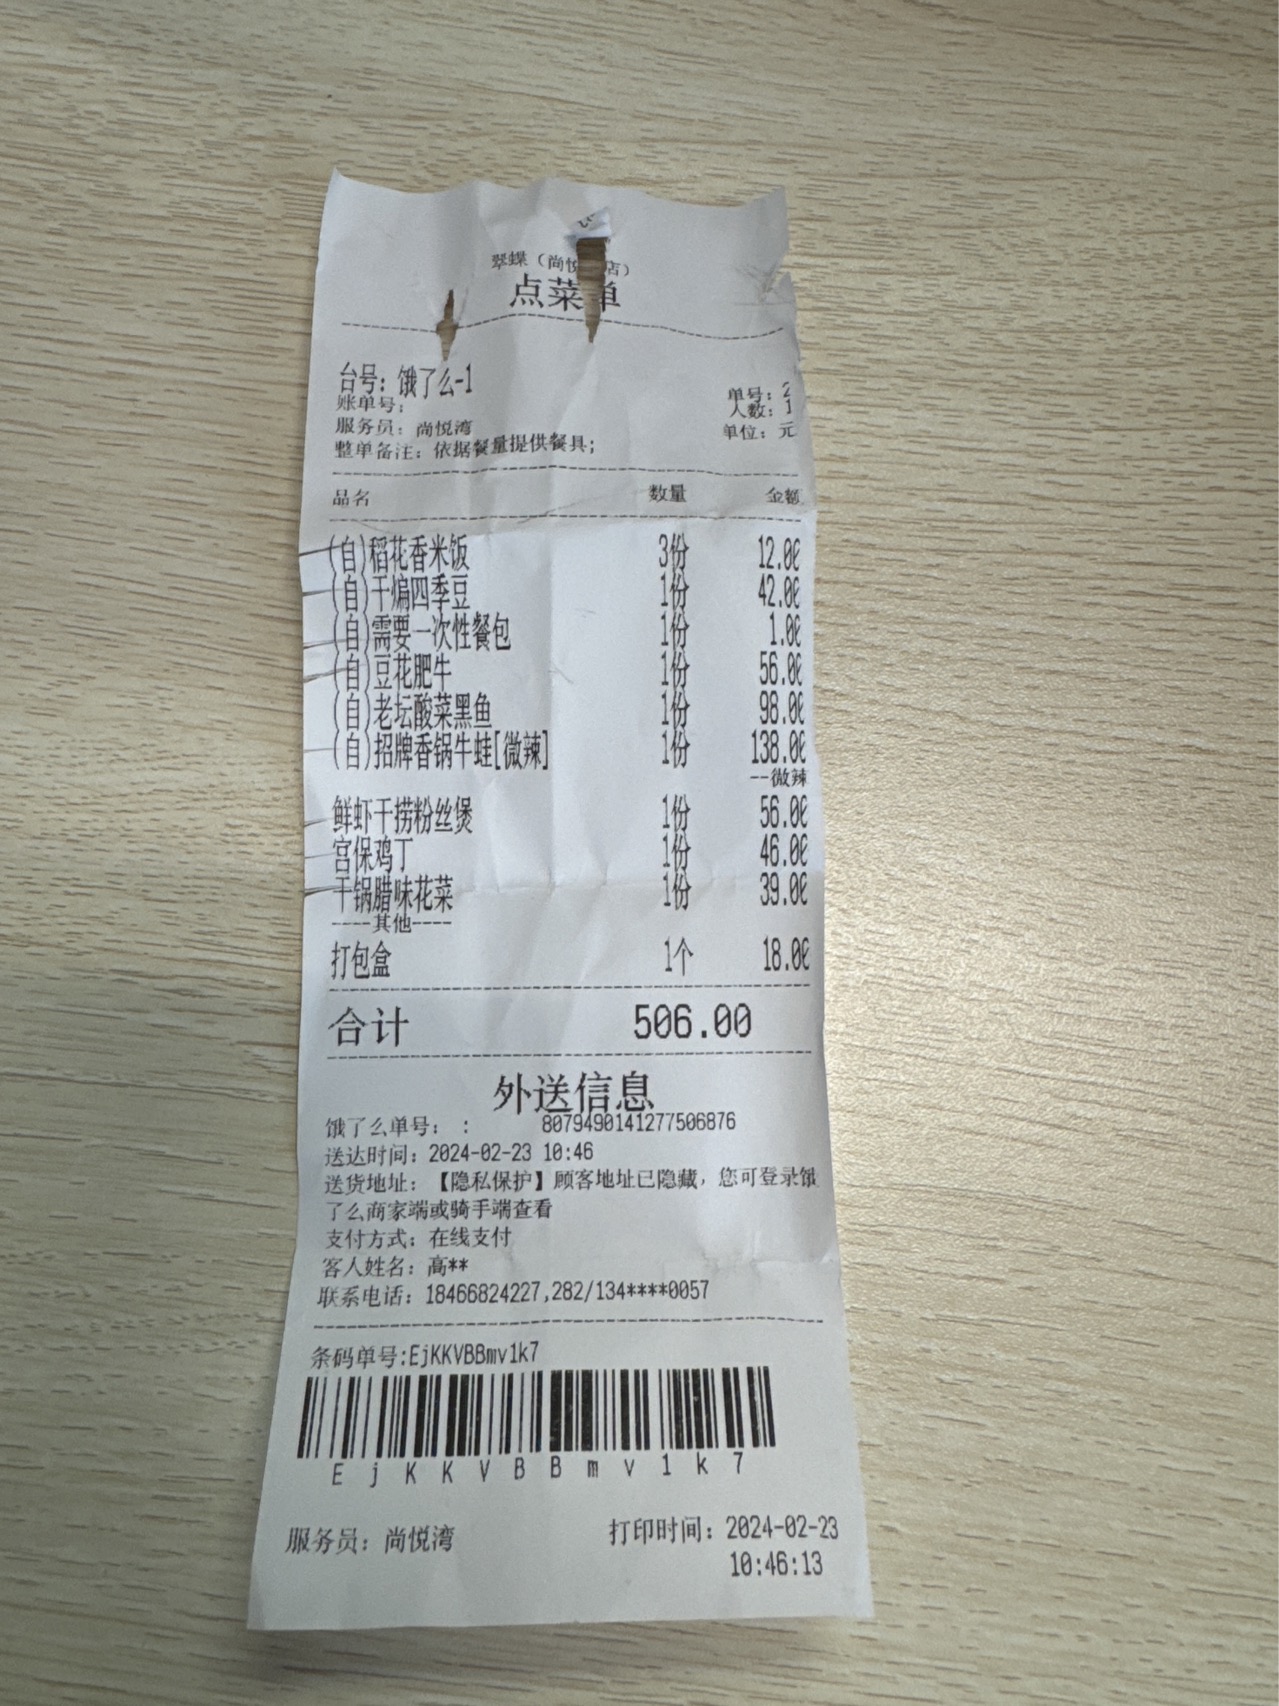 翠蝶（尚悦 店）
点菜单
台号：饿了么-1
账单号：
单号：2
人数：1
服务员：尚悦湾
单位：元
整单备注：依据餐量提供餐具；
品名 数量 金额
(自)稻花香米饭 3份 12.00
(自)干煸四季豆 1份 42.00
(自)需要一次性餐包 1份 1.00
(自)豆花肥牛 1份 56.00
(自)老坛酸菜黑鱼 1份 98.00
(自)招牌香锅牛蛙[微辣] 1份 138.00
--微辣
鲜虾干捞粉丝煲 1份 56.00
宫保鸡丁 1份 46.00
干锅腊味花菜 1份 39.00
----其他----
打包盒 1个 18.00
合计 506.00
外送信息
饿了么单号： : 8079490141277506876
送达时间：2024-02-23 10:46
送货地址：【隐私保护】顾客地址已隐藏，您可登录饿
了么商家端或骑手端查看
支付方式：在线支付
客人姓名：高**
联系电话：18466824227,282/134****0057
条码单号:EjKKVBBmv1k7
E j K K V B B m v 1 k 7
服务员：尚悦湾 打印时间：2024-02-23
10:46:13